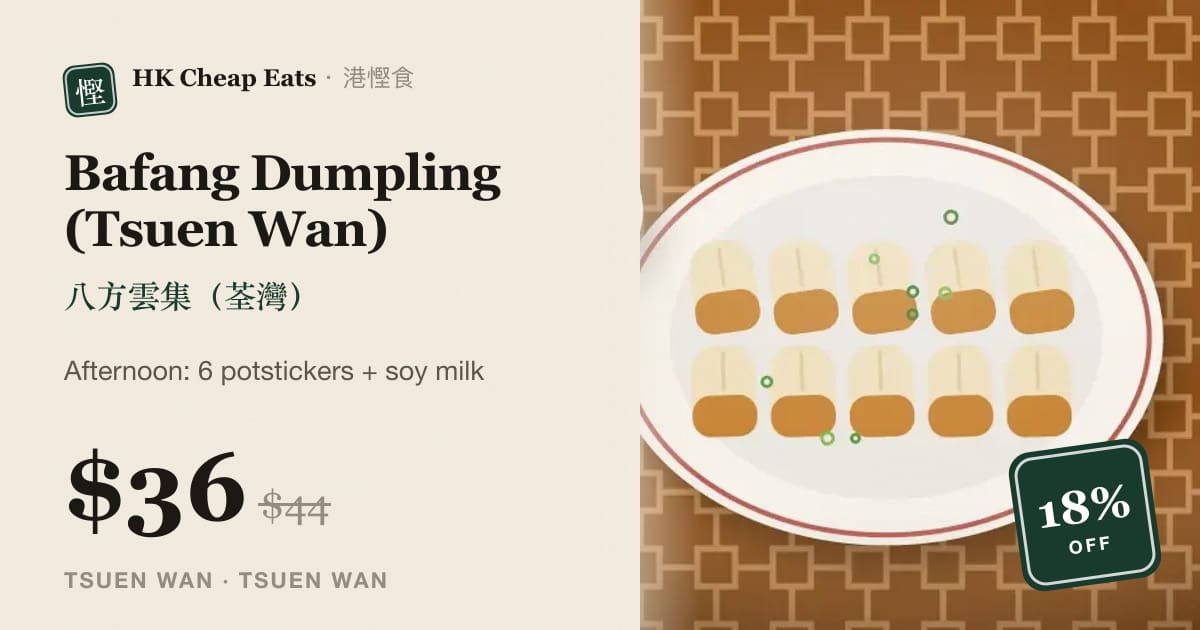 慳
HK Cheap Eats · 港慳食
Bafang Dumpling
(Tsuen Wan)
八方雲集（荃灣）
Afternoon: 6 potstickers + soy milk
$36 $44
TSUEN WAN · TSUEN WAN
18%
OFF